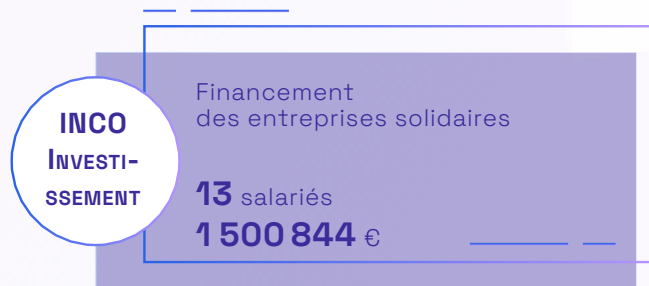 INCO
INVESTI-
SSEMENT
Financement
des entreprises solidaires
13 salariés
1 500 844 €